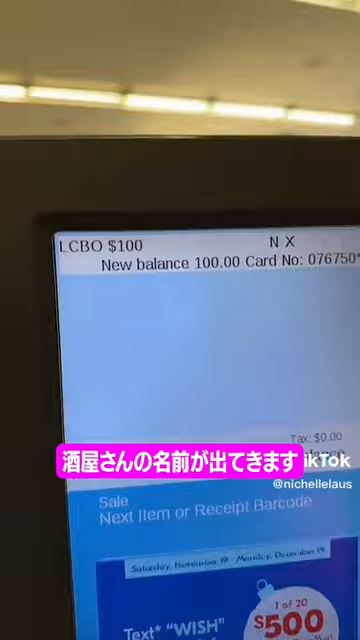 LCBO $100 N X
New balance 100.00 Card No: 076750*
Tax: $0.00
酒屋さんの名前が出てきます
kTok
@nichellelaus
Sale
Next Item or Receipt Barcode
Saturday, November 19 - Monday, December 19
1 of 20
$500
Text* "WISH"